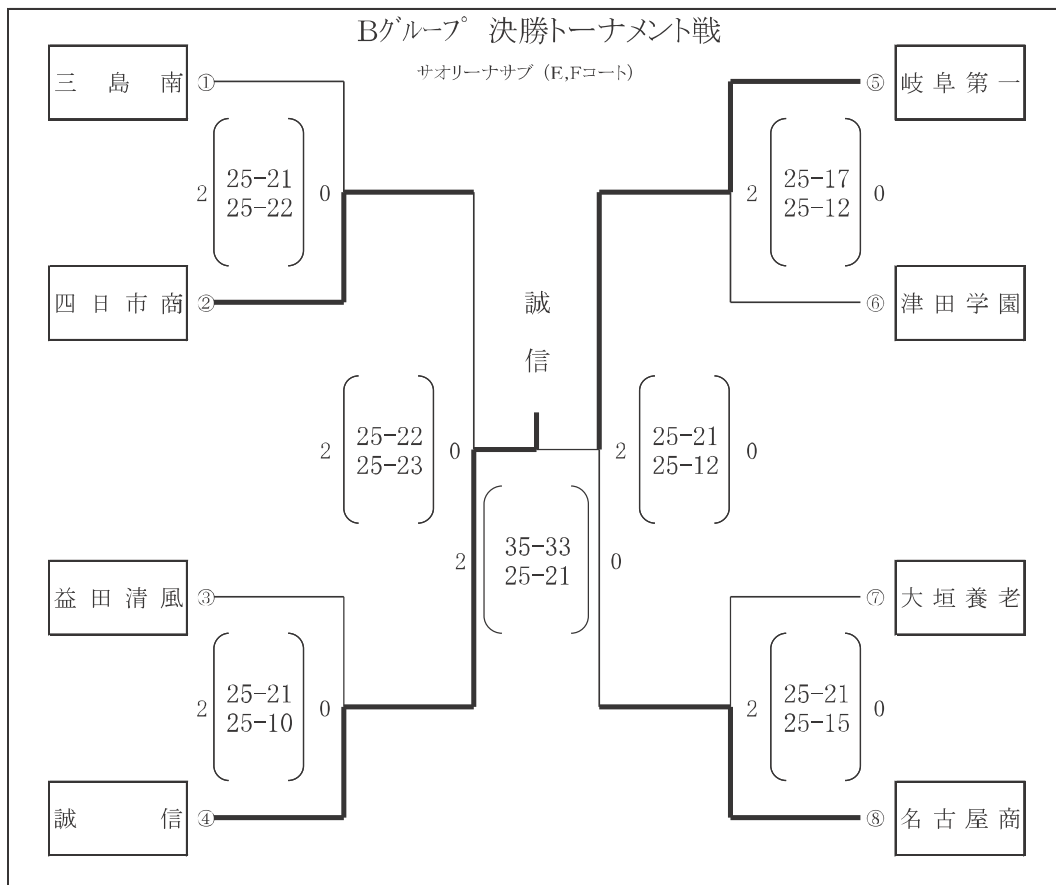 Bグループ 決勝トーナメント戦
サオリーナサブ (E,Fコート)
三島南 ①
2 25-21 0
25-22
四日市商 ②
⑤ 岐阜第一
2 25-17 0
25-12
⑥ 津田学園
誠
信
2 25-22 0
25-23
2 25-21 0
25-12
2 35-33 0
25-21
益田清風 ③
2 25-21 0
25-10
誠信 ④
⑦ 大垣養老
2 25-21 0
25-15
⑧ 名古屋商